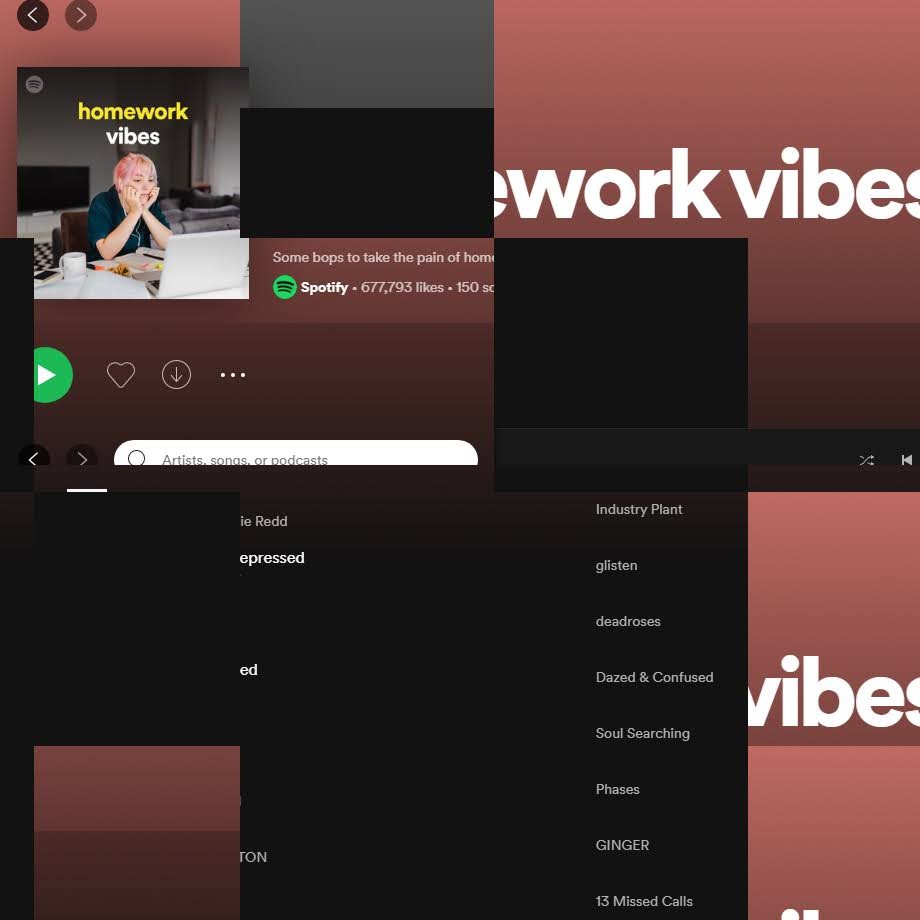 homework
vibes
ework vibes
Some bops to take the pain of home
Spotify • 677,793 likes • 150 so
Artists, songs, or podcasts
Industry Plant
ie Redd
epressed
glisten
deadroses
ed
Dazed & Confused
vibes
Soul Searching
Phases
GINGER
TON
13 Missed Calls